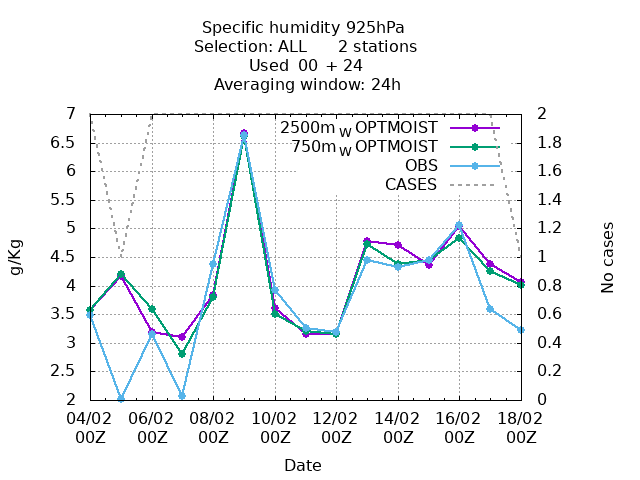 Specific humidity 925hPa
Selection: ALL 2 stations
Used 00 + 24
Averaging window: 24h
7 2
6.5 1.8
6 1.6
5.5 1.4
5 1.2
4.5 1
4 0.8
3.5 0.6
3 0.4
2.5 0.2
2 0
2500m W OPTMOIST
750m W OPTMOIST
OBS
CASES
g/Kg
No cases
04/02 06/02 08/02 10/02 12/02 14/02 16/02 18/02
00Z 00Z 00Z 00Z 00Z 00Z 00Z 00Z
Date